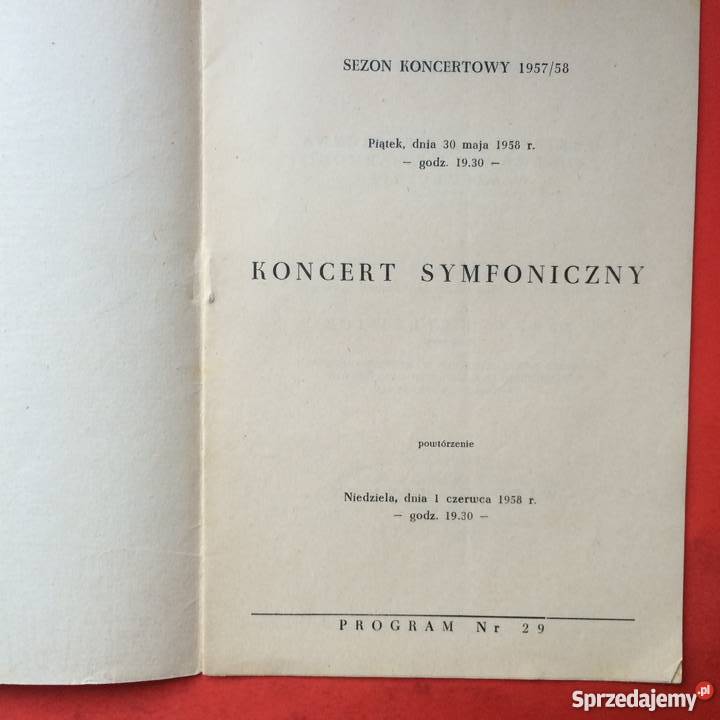 SEZON KONCERTOWY 1957/58
Piątek, dnia 30 maja 1958 r.
— godz. 19.30 —
KONCERT SYMFONICZNY
powtórzenie
Niedziela, dnia 1 czerwca 1958 r.
— godz. 19.30 —
PROGRAM Nr 29
Sprzedajemy.pl